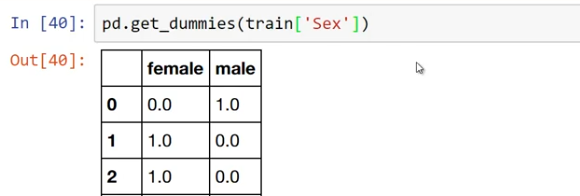 In [40]: pd.get_dummies(train['Sex'])
Out[40]:
female male
0 0.0 1.0
1 1.0 0.0
2 1.0 0.0